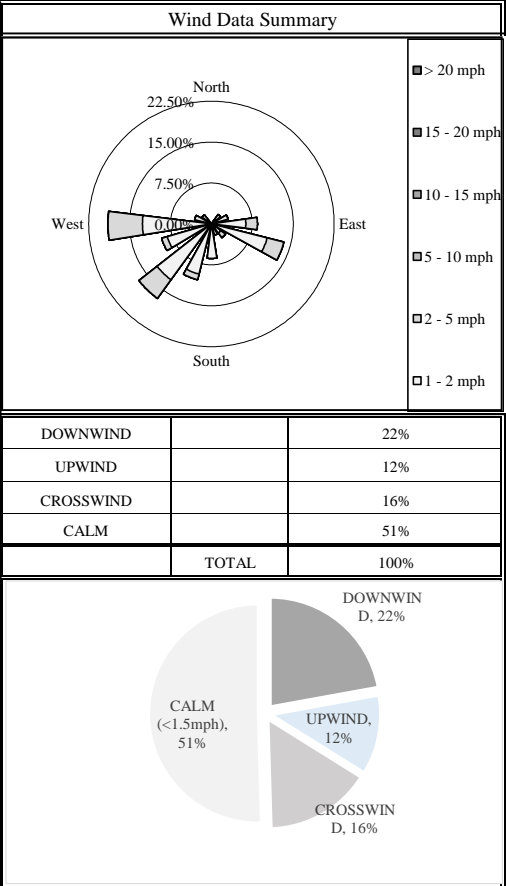 Wind Data Summary
North
22.50%
15.00%
7.50%
0.00%
West
East
South
> 20 mph
15 - 20 mph
10 - 15 mph
5 - 10 mph
2 - 5 mph
1 - 2 mph
DOWNWIND 22%
UPWIND 12%
CROSSWIND 16%
CALM 51%
TOTAL 100%
DOWNWIN
D, 22%
UPWIND,
12%
CROSSWIN
D, 16%
CALM
(<1.5mph),
51%